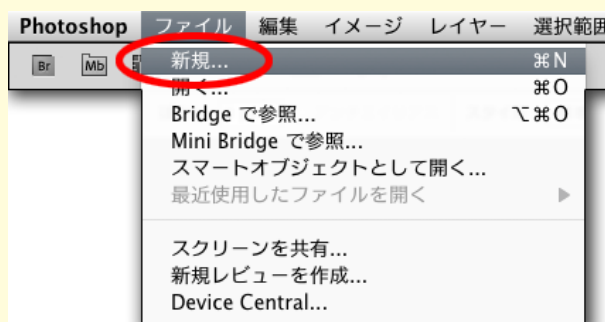 Photoshop ファイル 編集 イメージ レイヤー 選択範囲
Br Mb
新規... ⌘N
開く... ⌘O
Bridge で参照... ⌥⌘O
Mini Bridge で参照...
スマートオブジェクトとして開く...
最近使用したファイルを開く ▶
スクリーンを共有...
新規レビューを作成...
Device Central...